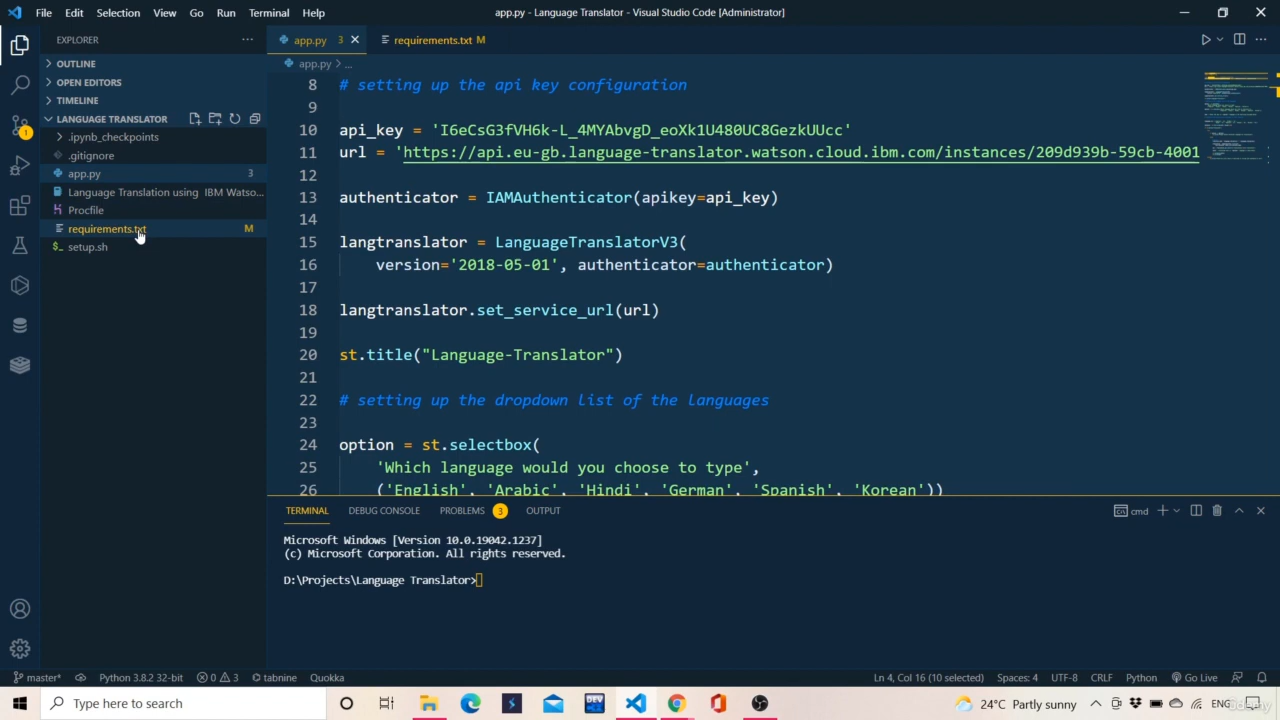 File Edit Selection View Go Run Terminal Help
app.py - Language Translator - Visual Studio Code [Administrator]
EXPLORER
OUTLINE
OPEN EDITORS
TIMELINE
LANGUAGE TRANSLATOR
.ipynb_checkpoints
.gitignore
app.py 3
Language Translation using IBM Watso...
Procfile
requirements.txt M
setup.sh
app.py 3
requirements.txt M
app.py > ...
8 # setting up the api key configuration
9
10 api_key = 'I6eCsG3fVH6k-L_4MYAbvgD_eoXk1U480UC8GezkUUcc'
11 url = 'https://api.eu-gb.language-translator.watson.cloud.ibm.com/instances/209d939b-59cb-4001
12
13 authenticator = IAMAuthenticator(apikey=api_key)
14
15 langtranslator = LanguageTranslatorV3(
16 version='2018-05-01', authenticator=authenticator)
17
18 langtranslator.set_service_url(url)
19
20 st.title("Language-Translator")
21
22 # setting up the dropdown list of the languages
23
24 option = st.selectbox(
25 'Which language would you choose to type',
26 ('English', 'Arabic', 'Hindi', 'German', 'Spanish', 'Korean'))
TERMINAL DEBUG CONSOLE PROBLEMS 3 OUTPUT
cmd
Microsoft Windows [Version 10.0.19042.1237]
(c) Microsoft Corporation. All rights reserved.
D:\Projects\Language Translator>
master* Python 3.8.2 32-bit 0 3 tabnine Quokka
Ln 4, Col 16 (10 selected) Spaces: 4 UTF-8 CRLF Python Go Live
Type here to search
24°C Partly sunny ENG
Udemy